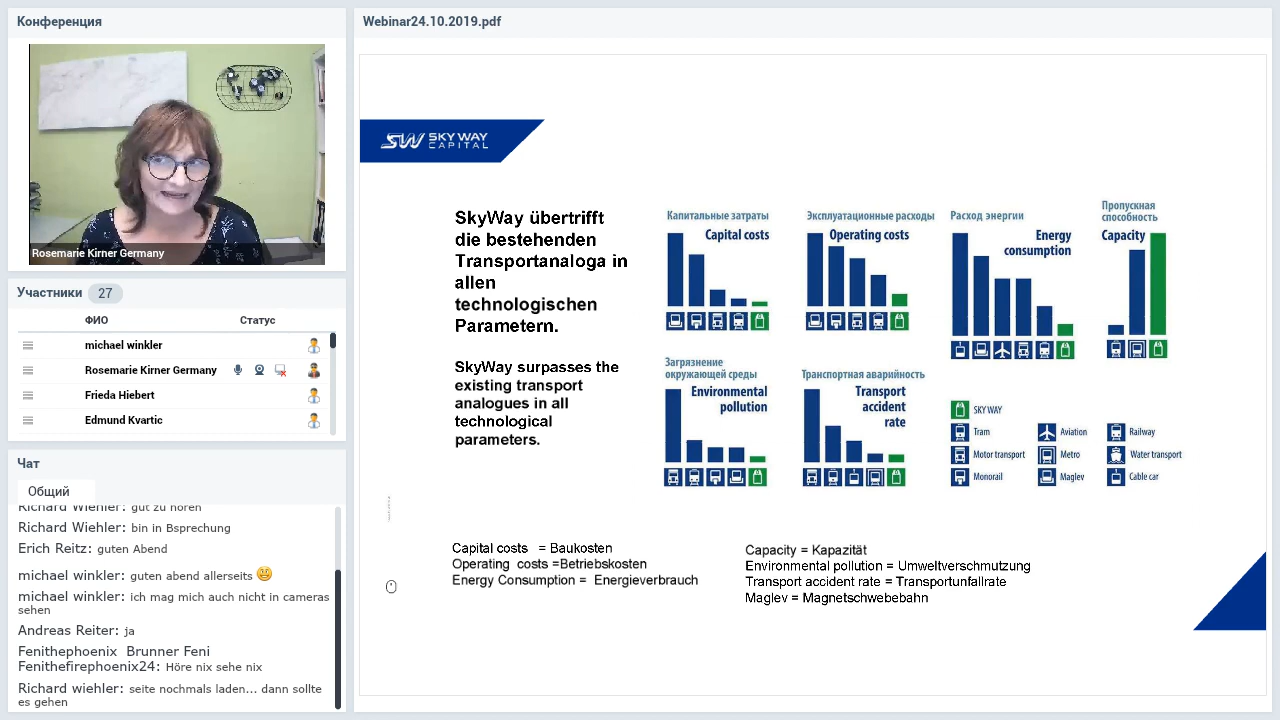 Конференция
Rosemarie Kirner Germany
Участники 27
ФИО Статус
michael winkler
Rosemarie Kirner Germany
Frieda Hiebert
Edmund Kvartic
Чат
Общий
Richard Wiehler: gut zu hören
Richard Wiehler: bin in Bsprechung
Erich Reitz: guten Abend
michael winkler: guten abend allerseits
michael winkler: ich mag mich auch nicht in cameras
sehen
Andreas Reiter: ja
Fenithephoenix Brunner Feni
Fenithefirephoenix24: Höre nix sehe nix
Richard wiehler: seite nochmals laden... dann sollte
es gehen
Webinar24.10.2019.pdf
SW SKY WAY
CAPITAL
SkyWay übertrifft
die bestehenden
Transportanaloga in
allen
technologischen
Parametern.
SkyWay surpasses the
existing transport
analogues in all
technological
parameters.
Капитальные затраты
Capital costs
Эксплуатационные расходы
Operating costs
Расход энергии
Energy
consumption
Пропускная
способность
Capacity
Загрязнение
окружающей среды
Environmental
pollution
Транспортная аварийность
Transport
accident
rate
SKY WAY
Tram Aviation Railway
Motor transport Metro Water transport
Monorail Maglev Cable car
Capital costs = Baukosten
Operating costs =Betriebskosten
Energy Consumption = Energieverbrauch
Capacity = Kapazität
Environmental pollution = Umweltverschmutzung
Transport accident rate = Transportunfallrate
Maglev = Magnetschwebebahn